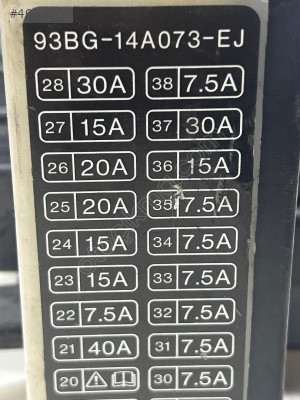 93BG-14A073-EJ
28 30A 38 7.5A
27 15A 37 30A
26 20A 36 15A
25 20A 35 7.5A
24 15A 34 7.5A
23 15A 33 7.5A
22 7.5A 32 7.5A
21 40A 31 7.5A
20 30 7.5A